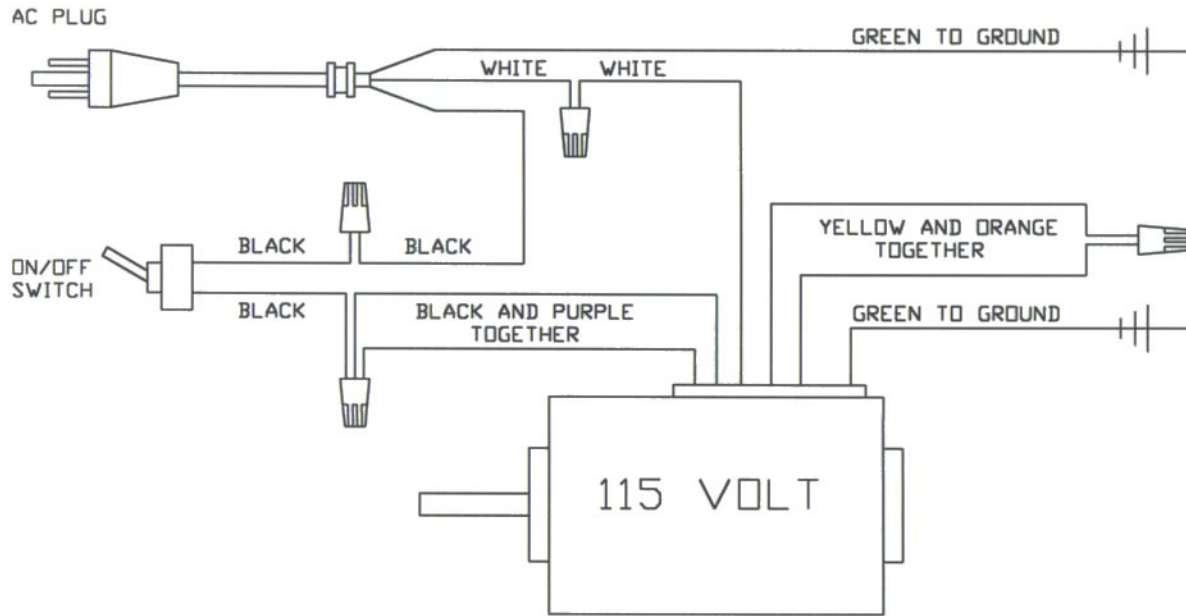 AC PLUG
GREEN TO GROUND
WHITE WHITE
BLACK BLACK
YELLOW AND ORANGE
TOGETHER
ON/OFF
SWITCH
BLACK
BLACK AND PURPLE
TOGETHER
GREEN TO GROUND
115 VOLT